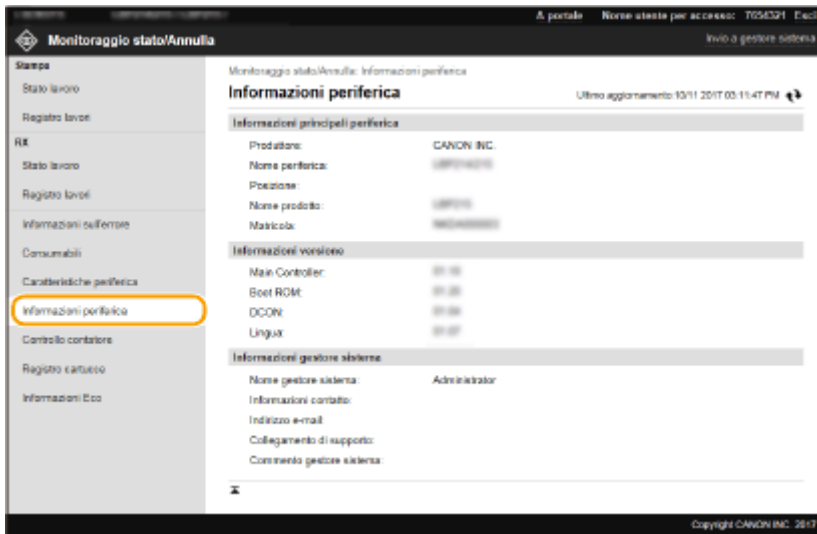 A portale Nome utente per accesso: 7654321 Esci
Monitoraggio stato/Annulla
Invio a gestore sistema
Stampa
Stato lavoro
Registro lavori
RX
Stato lavoro
Registro lavori
Informazioni sull'errore
Consumabili
Caratteristiche periferica
Informazioni periferica
Controllo contatore
Registro cartucce
Informazioni Eco
Monitoraggio stato/Annulla: Informazioni periferica
Informazioni periferica
Ultimo aggiornamento: 10/11 2017 03:11:47 PM
Informazioni principali periferica
Produttore: CANON INC.
Nome periferica:
Posizione:
Nome prodotto:
Matricola:
Informazioni versione
Main Controller:
Boot ROM:
DCON:
Lingua:
Informazioni gestore sistema
Nome gestore sistema: Administrator
Informazioni contatto:
Indirizzo e-mail:
Collegamento di supporto:
Commento gestore sistema:
Copyright CANON INC. 2017